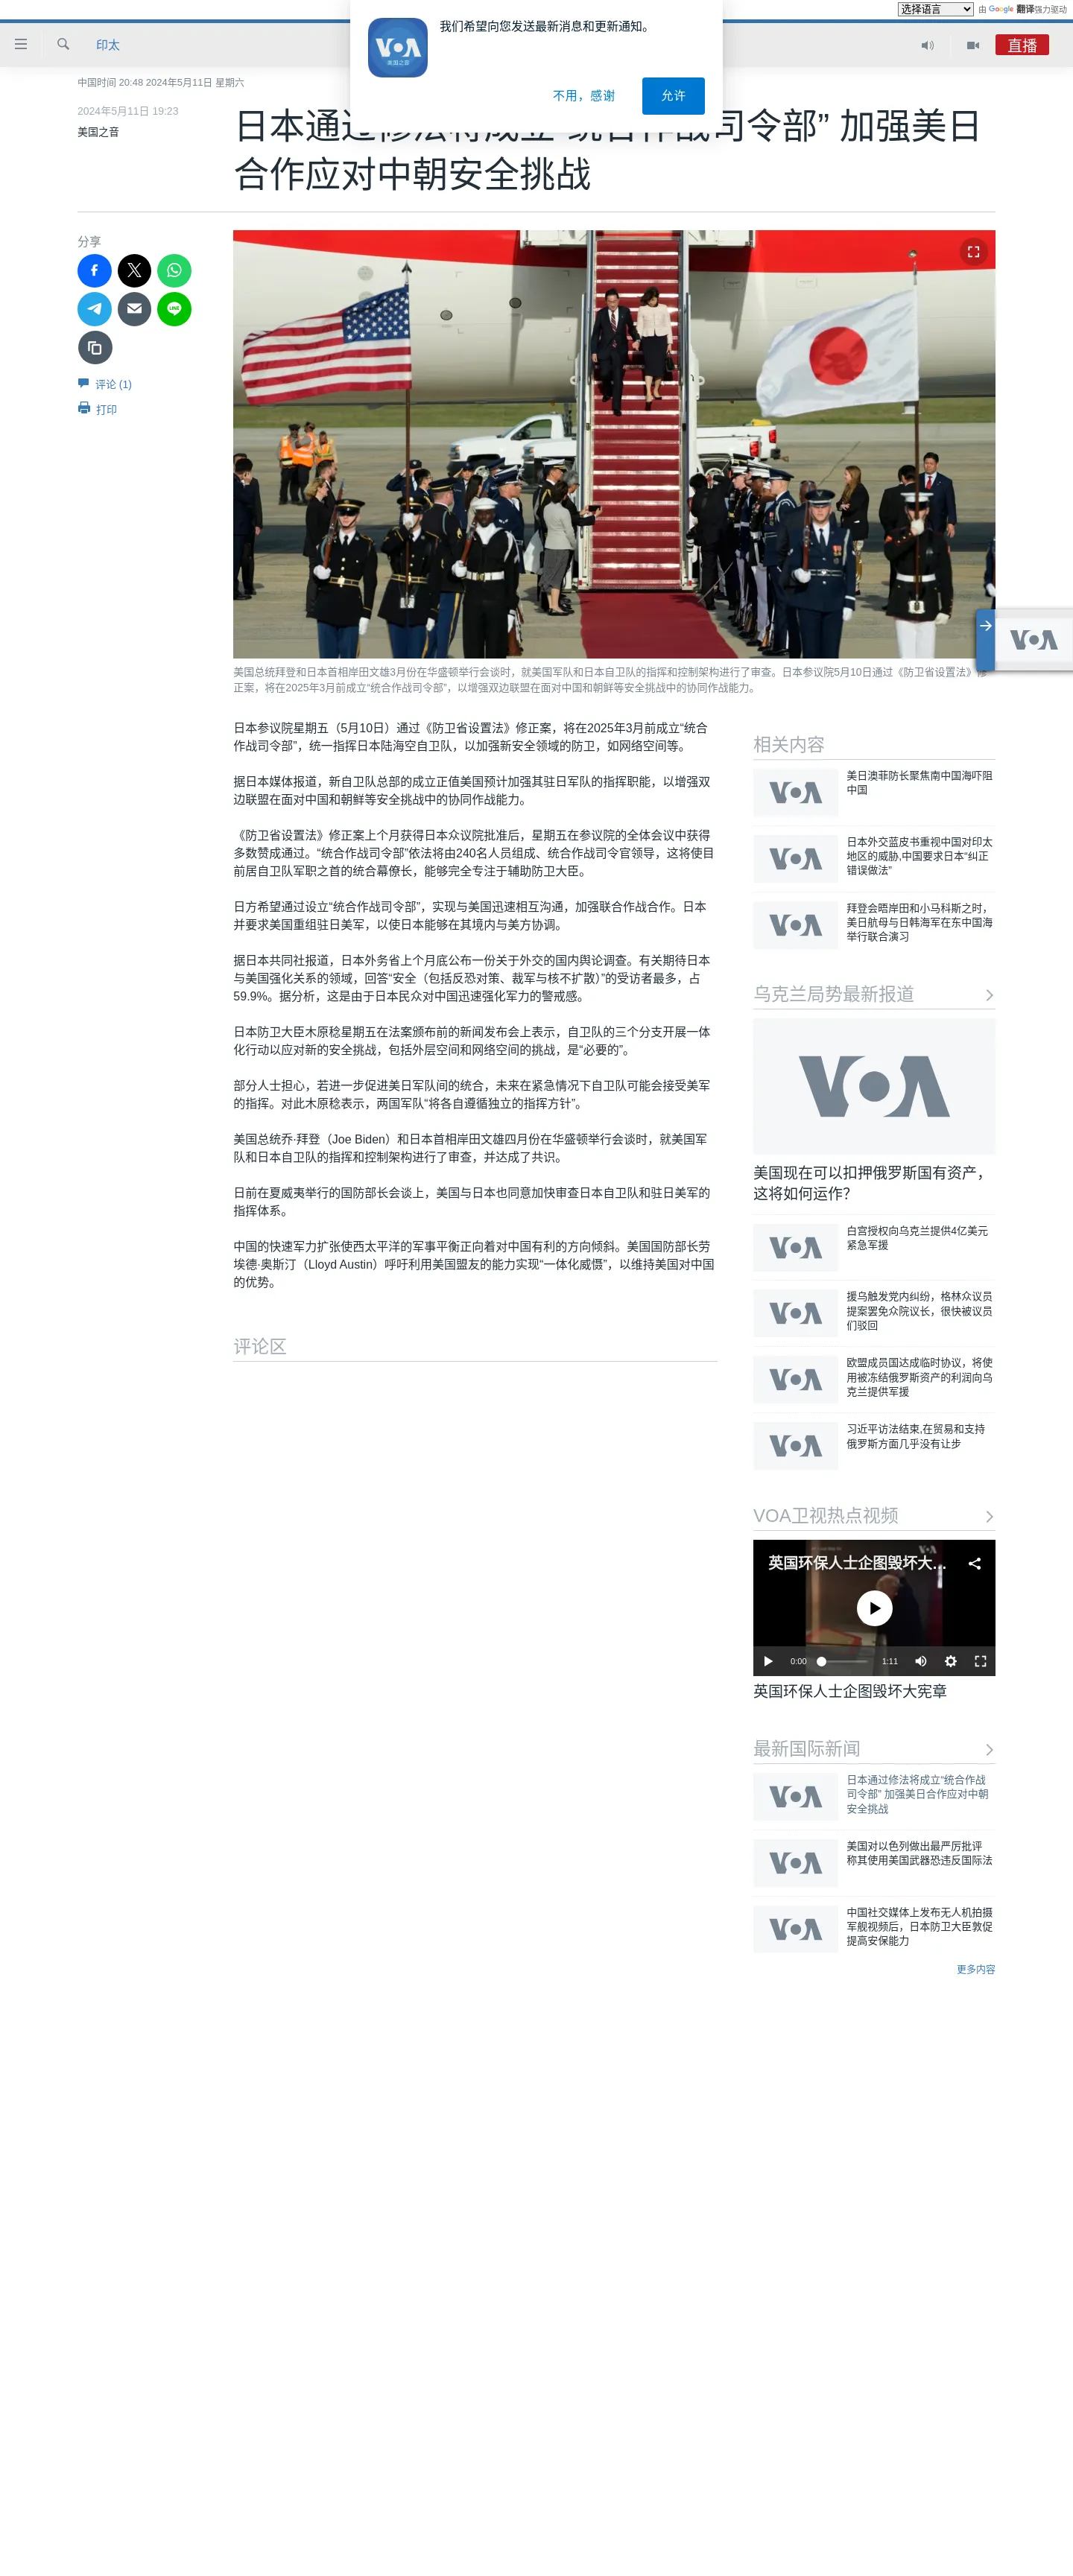 选择语言
由 Google 翻译强力驱动
印太
直播
VOA
美国之音
我们希望向您发送最新消息和更新通知。
不用，感谢
允许
中国时间 20:48 2024年5月11日 星期六
2024年5月11日 19:23
美国之音
日本通过修法将成立“统合作战司令部” 加强美日
合作应对中朝安全挑战
分享
LINE
评论 (1)
打印
VOA
美国总统拜登和日本首相岸田文雄3月份在华盛顿举行会谈时，就美国军队和日本自卫队的指挥和控制架构进行了审查。日本参议院5月10日通过《防卫省设置法》修
正案，将在2025年3月前成立“统合作战司令部”，以增强双边联盟在面对中国和朝鲜等安全挑战中的协同作战能力。
日本参议院星期五（5月10日）通过《防卫省设置法》修正案，将在2025年3月前成立“统合
作战司令部”，统一指挥日本陆海空自卫队，以加强新安全领域的防卫，如网络空间等。
据日本媒体报道，新自卫队总部的成立正值美国预计加强其驻日军队的指挥职能，以增强双
边联盟在面对中国和朝鲜等安全挑战中的协同作战能力。
《防卫省设置法》修正案上个月获得日本众议院批准后，星期五在参议院的全体会议中获得
多数赞成通过。“统合作战司令部”依法将由240名人员组成、统合作战司令官领导，这将使目
前居自卫队军职之首的统合幕僚长，能够完全专注于辅助防卫大臣。
日方希望通过设立“统合作战司令部”，实现与美国迅速相互沟通，加强联合作战合作。日本
并要求美国重组驻日美军，以使日本能够在其境内与美方协调。
据日本共同社报道，日本外务省上个月底公布一份关于外交的国内舆论调查。有关期待日本
与美国强化关系的领域，回答“安全（包括反恐对策、裁军与核不扩散）”的受访者最多，占
59.9%。据分析，这是由于日本民众对中国迅速强化军力的警戒感。
日本防卫大臣木原稔星期五在法案颁布前的新闻发布会上表示，自卫队的三个分支开展一体
化行动以应对新的安全挑战，包括外层空间和网络空间的挑战，是“必要的”。
部分人士担心，若进一步促进美日军队间的统合，未来在紧急情况下自卫队可能会接受美军
的指挥。对此木原稔表示，两国军队“将各自遵循独立的指挥方针”。
美国总统乔·拜登（Joe Biden）和日本首相岸田文雄四月份在华盛顿举行会谈时，就美国军
队和日本自卫队的指挥和控制架构进行了审查，并达成了共识。
日前在夏威夷举行的国防部长会谈上，美国与日本也同意加快审查日本自卫队和驻日美军的
指挥体系。
中国的快速军力扩张使西太平洋的军事平衡正向着对中国有利的方向倾斜。美国国防部长劳
埃德·奥斯汀（Lloyd Austin）呼吁利用美国盟友的能力实现“一体化威慑”，以维持美国对中国
的优势。
评论区
相关内容
VOA
美日澳菲防长聚焦南中国海吓阻
中国
VOA
日本外交蓝皮书重视中国对印太
地区的威胁,中国要求日本“纠正
错误做法”
VOA
拜登会晤岸田和小马科斯之时，
美日航母与日韩海军在东中国海
举行联合演习
乌克兰局势最新报道
VOA
美国现在可以扣押俄罗斯国有资产，
这将如何运作？
VOA
白宫授权向乌克兰提供4亿美元
紧急军援
VOA
援乌触发党内纠纷，格林众议员
提案罢免众院议长，很快被议员
们驳回
VOA
欧盟成员国达成临时协议，将使
用被冻结俄罗斯资产的利润向乌
克兰提供军援
VOA
习近平访法结束,在贸易和支持
俄罗斯方面几乎没有让步
VOA卫视热点视频
VOA
英国环保人士企图毁坏大…
0:00
1:11
英国环保人士企图毁坏大宪章
最新国际新闻
VOA
日本通过修法将成立“统合作战
司令部” 加强美日合作应对中朝
安全挑战
VOA
美国对以色列做出最严厉批评
称其使用美国武器恐违反国际法
VOA
中国社交媒体上发布无人机拍摄
军舰视频后，日本防卫大臣敦促
提高安保能力
更多内容